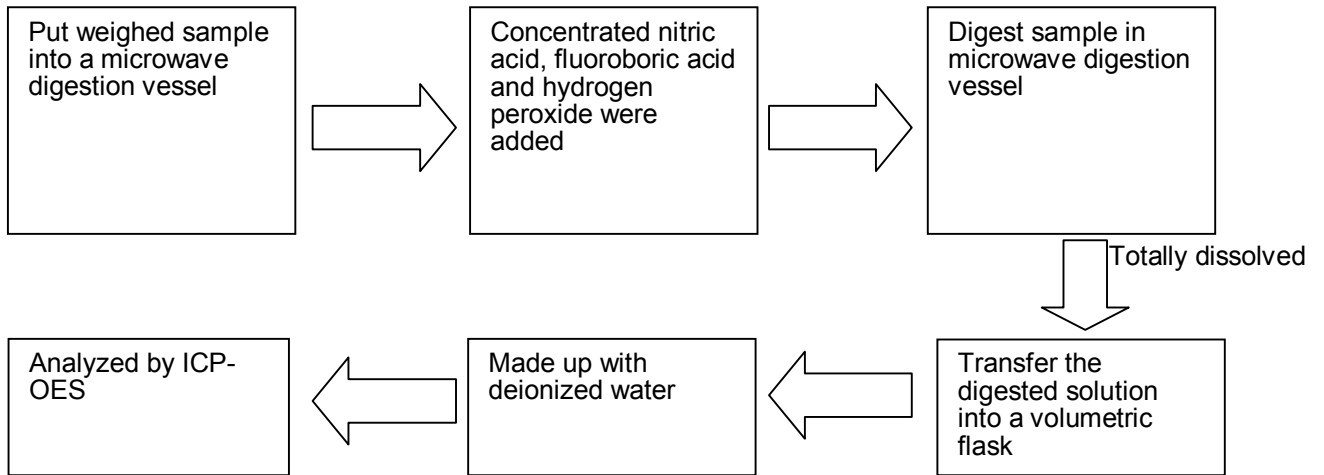 Put weighed sample
into a microwave
digestion vessel
Concentrated nitric
acid, fluoroboric acid
and hydrogen
peroxide were
added
Digest sample in
microwave digestion
vessel
Totally dissolved
Transfer the
digested solution
into a volumetric
flask
Made up with
deionized water
Analyzed by ICP-
OES